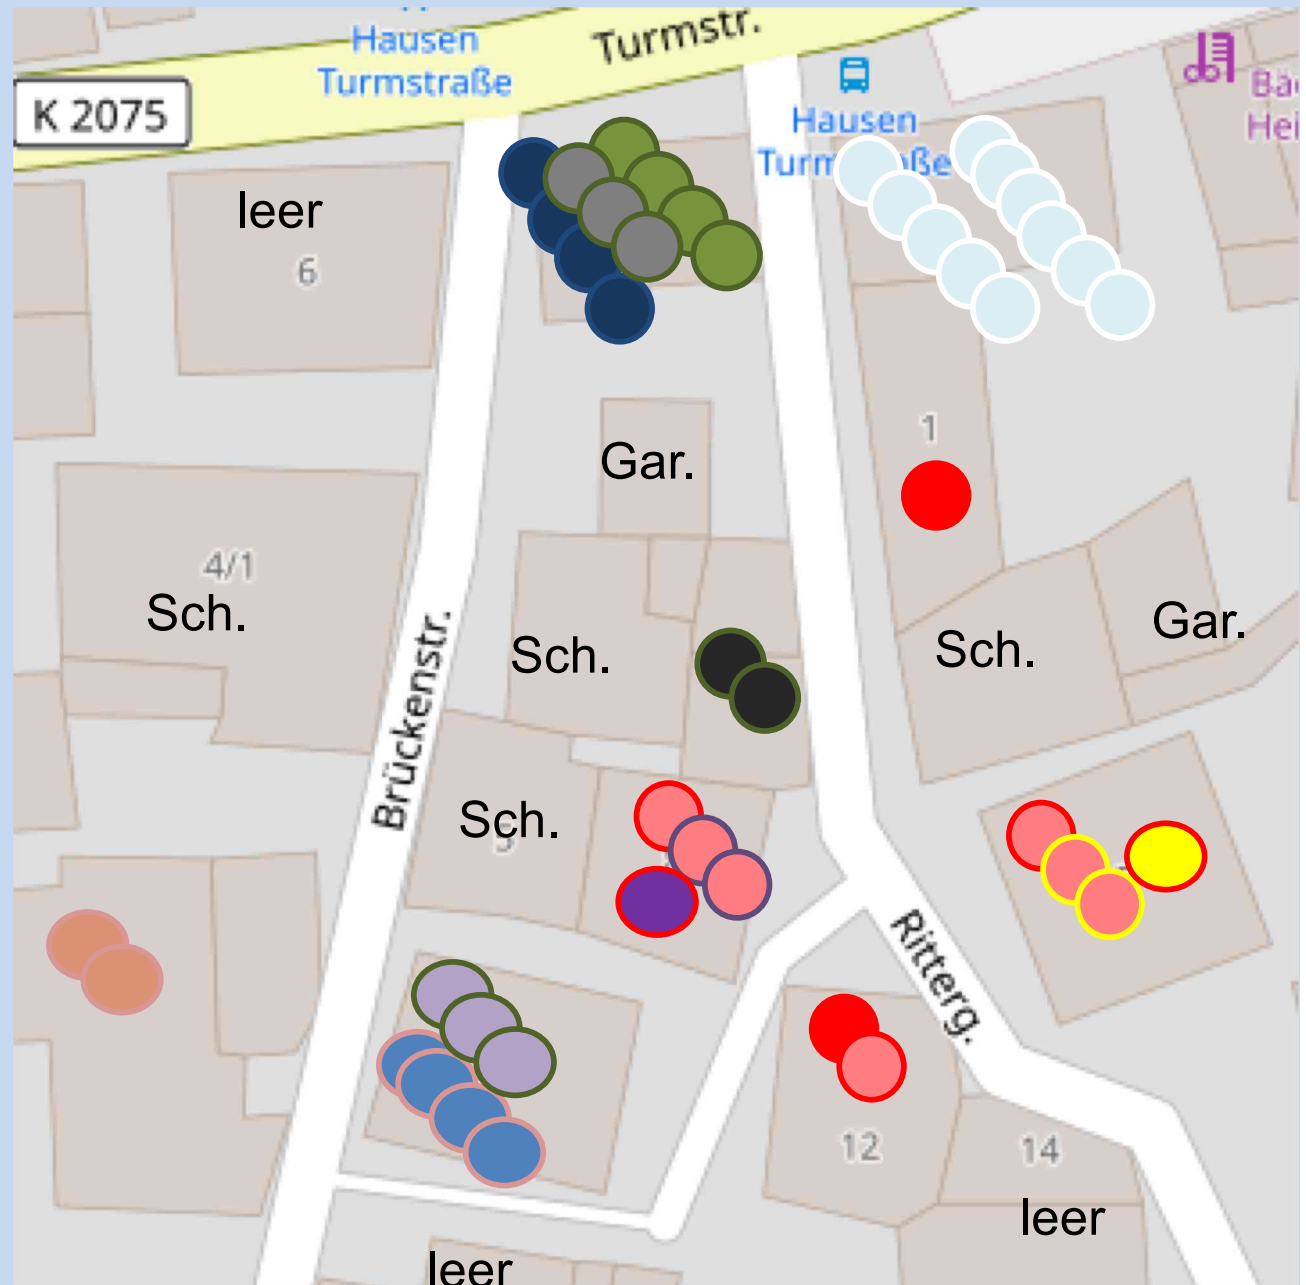 Hausen
Turmstraße
Turmstr.
K 2075
Hausen
leer
6
1
Gar.
4/1
Sch.
Sch.
Sch.
Gar.
Brückenstr.
Sch.
5
Ritterg.
12
14
leer
leer